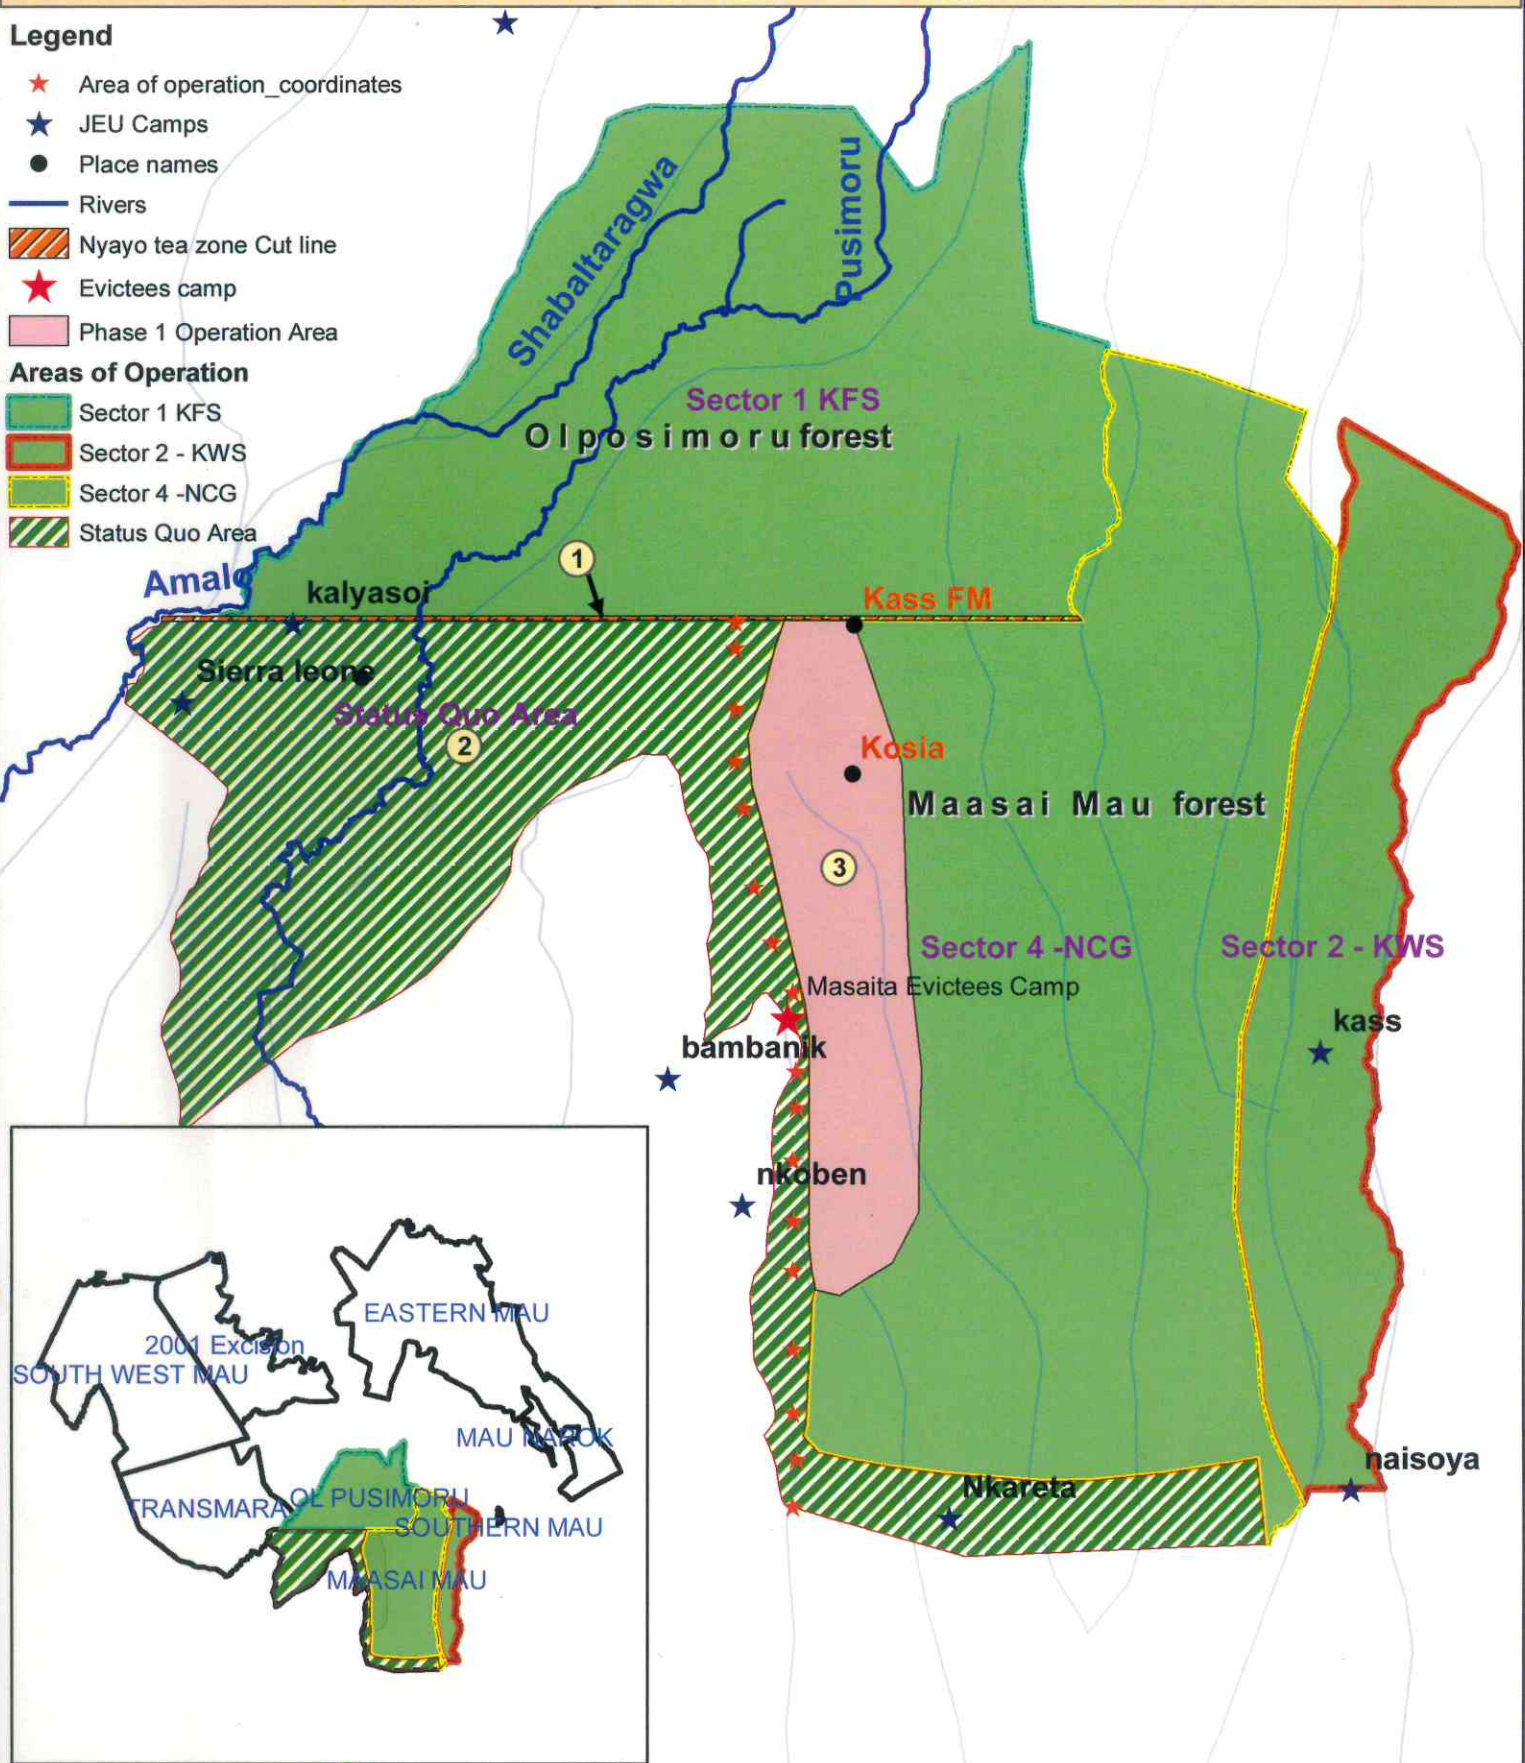 Legend
Area of operation_coordinates
JEU Camps
Place names
Rivers
Nyayo tea zone Cut line
Evictees camp
Phase 1 Operation Area
Areas of Operation
Sector 1 KFS
Sector 2 - KWS
Sector 4 -NCG
Status Quo Area
Shabaltaragwa
Pusimoru
Sector 1 KFS
Olposimoru forest
1
Amalo
kalyasoi
Kass FM
Sierra leone
Status Quo Area
2
Kosia
Maasai Mau forest
3
Sector 4 -NCG
Sector 2 - KWS
Masaita Evictees Camp
kass
bambanik
nkoben
naisoya
Nkareta
EASTERN MAU
2001 Excision
SOUTH WEST MAU
MAU NAROK
OL PUSIMORU
TRANSMARA
SOUTHERN MAU
MAASAI MAU